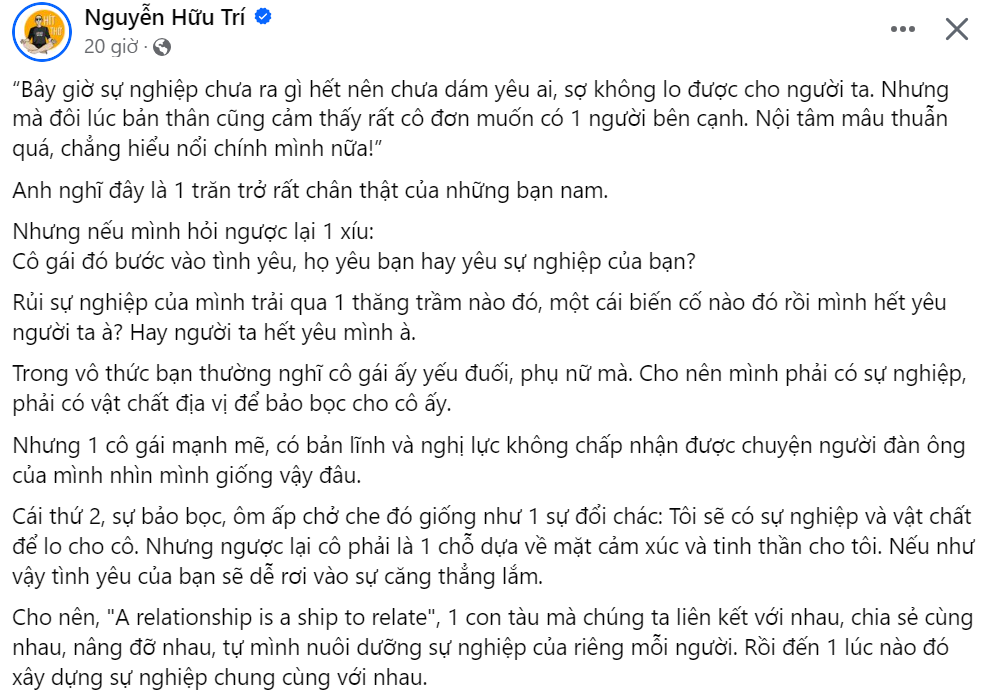 Nguyễn Hữu Trí
20 giờ ·
“Bây giờ sự nghiệp chưa ra gì hết nên chưa dám yêu ai, sợ không lo được cho người ta. Nhưng
mà đôi lúc bản thân cũng cảm thấy rất cô đơn muốn có 1 người bên cạnh. Nội tâm mâu thuẫn
quá, chẳng hiểu nổi chính mình nữa!”
Anh nghĩ đây là 1 trăn trở rất chân thật của những bạn nam.
Nhưng nếu mình hỏi ngược lại 1 xíu:
Cô gái đó bước vào tình yêu, họ yêu bạn hay yêu sự nghiệp của bạn?
Rủi sự nghiệp của mình trải qua 1 thăng trầm nào đó, một cái biến cố nào đó rồi mình hết yêu
người ta à? Hay người ta hết yêu mình à.
Trong vô thức bạn thường nghĩ cô gái ấy yếu đuối, phụ nữ mà. Cho nên mình phải có sự nghiệp,
phải có vật chất địa vị để bảo bọc cho cô ấy.
Nhưng 1 cô gái mạnh mẽ, có bản lĩnh và nghị lực không chấp nhận được chuyện người đàn ông
của mình nhìn mình giống vậy đâu.
Cái thứ 2, sự bảo bọc, ôm ấp chở che đó giống như 1 sự đổi chác: Tôi sẽ có sự nghiệp và vật chất
để lo cho cô. Nhưng ngược lại cô phải là 1 chỗ dựa về mặt cảm xúc và tinh thần cho tôi. Nếu như
vậy tình yêu của bạn sẽ dễ rơi vào sự căng thẳng lắm.
Cho nên, "A relationship is a ship to relate", 1 con tàu mà chúng ta liên kết với nhau, chia sẻ cùng
nhau, nâng đỡ nhau, tự mình nuôi dưỡng sự nghiệp của riêng mỗi người. Rồi đến 1 lúc nào đó
xây dựng sự nghiệp chung cùng với nhau.